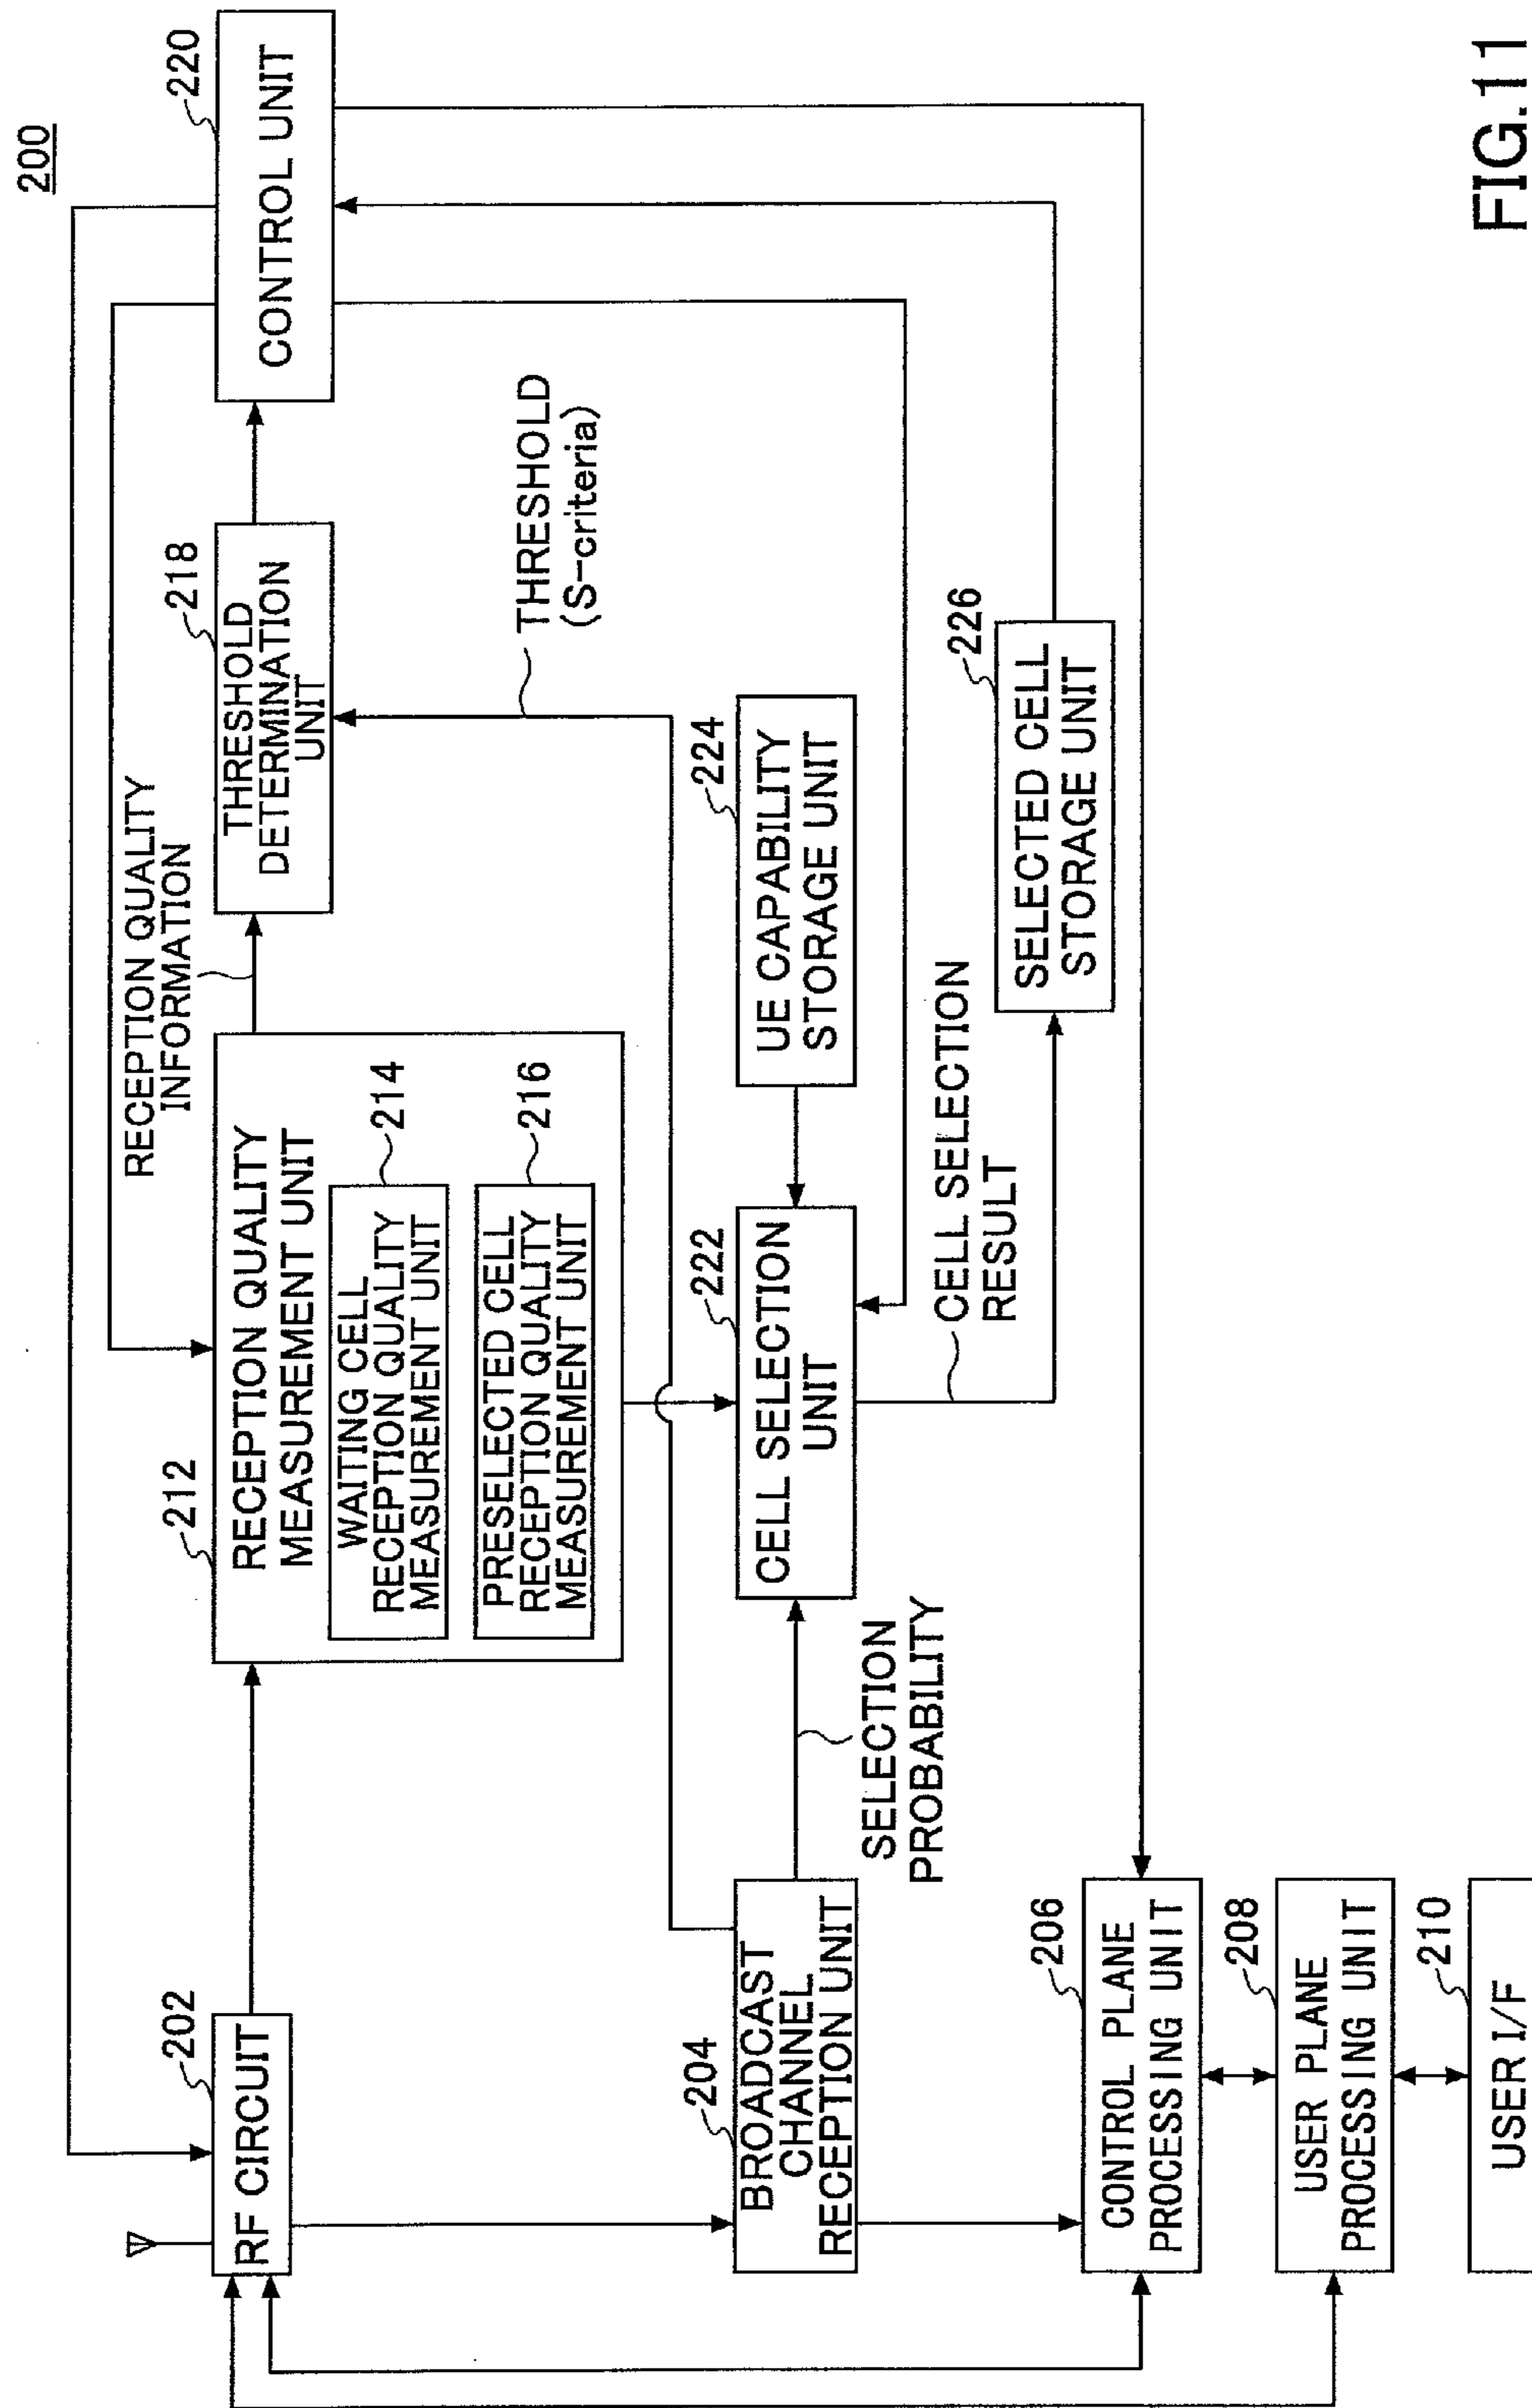 200
202
RF CIRCUIT
212
RECEPTION QUALITY
MEASUREMENT UNIT
214
WAITING CELL
RECEPTION QUALITY
MEASUREMENT UNIT
216
PRESELECTED CELL
RECEPTION QUALITY
MEASUREMENT UNIT
RECEPTION QUALITY
INFORMATION
218
THRESHOLD
DETERMINATION
UNIT
220
CONTROL UNIT
THRESHOLD
(S-criteria)
204
BROADCAST
CHANNEL
RECEPTION UNIT
SELECTION
PROBABILITY
222
CELL SELECTION
UNIT
224
UE CAPABILITY
STORAGE UNIT
CELL SELECTION
RESULT
226
SELECTED CELL
STORAGE UNIT
206
CONTROL PLANE
PROCESSING UNIT
208
USER PLANE
PROCESSING UNIT
210
USER I/F
FIG.11